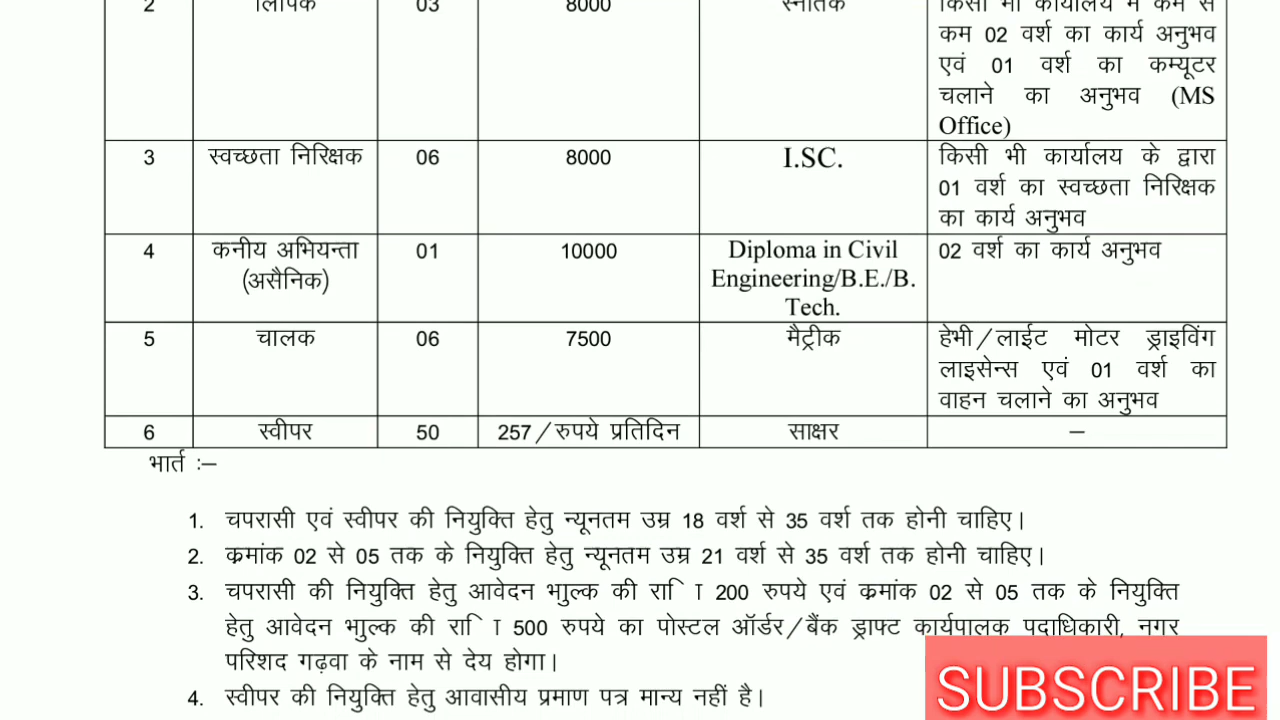 2 लिपिक 03 8000 स्नातक किसी भी कार्यालय में कम से
कम 02 वर्श का कार्य अनुभव
एवं 01 वर्श का कम्यूटर
चलाने का अनुभव (MS
Office)
3 स्वच्छता निरिक्षक 06 8000 I.SC. किसी भी कार्यालय के द्वारा
01 वर्श का स्वच्छता निरिक्षक
का कार्य अनुभव
4 कनीय अभियन्ता 01 10000 Diploma in Civil 02 वर्श का कार्य अनुभव
(असैनिक) Engineering/B.E./B.
Tech.
5 चालक 06 7500 मैट्रीक हेभी/लाईट मोटर ड्राइविंग
लाइसेन्स एवं 01 वर्श का
वाहन चलाने का अनुभव
6 स्वीपर 50 257/रुपये प्रतिदिन साक्षर –
भार्त :–
1. चपरासी एवं स्वीपर की नियुक्ति हेतु न्यूनतम उम्र 18 वर्श से 35 वर्श तक होनी चाहिए।
2. क्रमांक 02 से 05 तक के नियुक्ति हेतु न्यूनतम उम्र 21 वर्श से 35 वर्श तक होनी चाहिए।
3. चपरासी की नियुक्ति हेतु आवेदन भाुल्क की राि ा 200 रुपये एवं क्रमांक 02 से 05 तक के नियुक्ति
हेतु आवेदन भाुल्क की राि ा 500 रुपये का पोस्टल ऑर्डर/बैंक ड्राफ्ट कार्यपालक पदाधिकारी, नगर
परिशद गढ़वा के नाम से देय होगा।
4. स्वीपर की नियुक्ति हेतु आवासीय प्रमाण पत्र मान्य नहीं है।
SUBSCRIBE